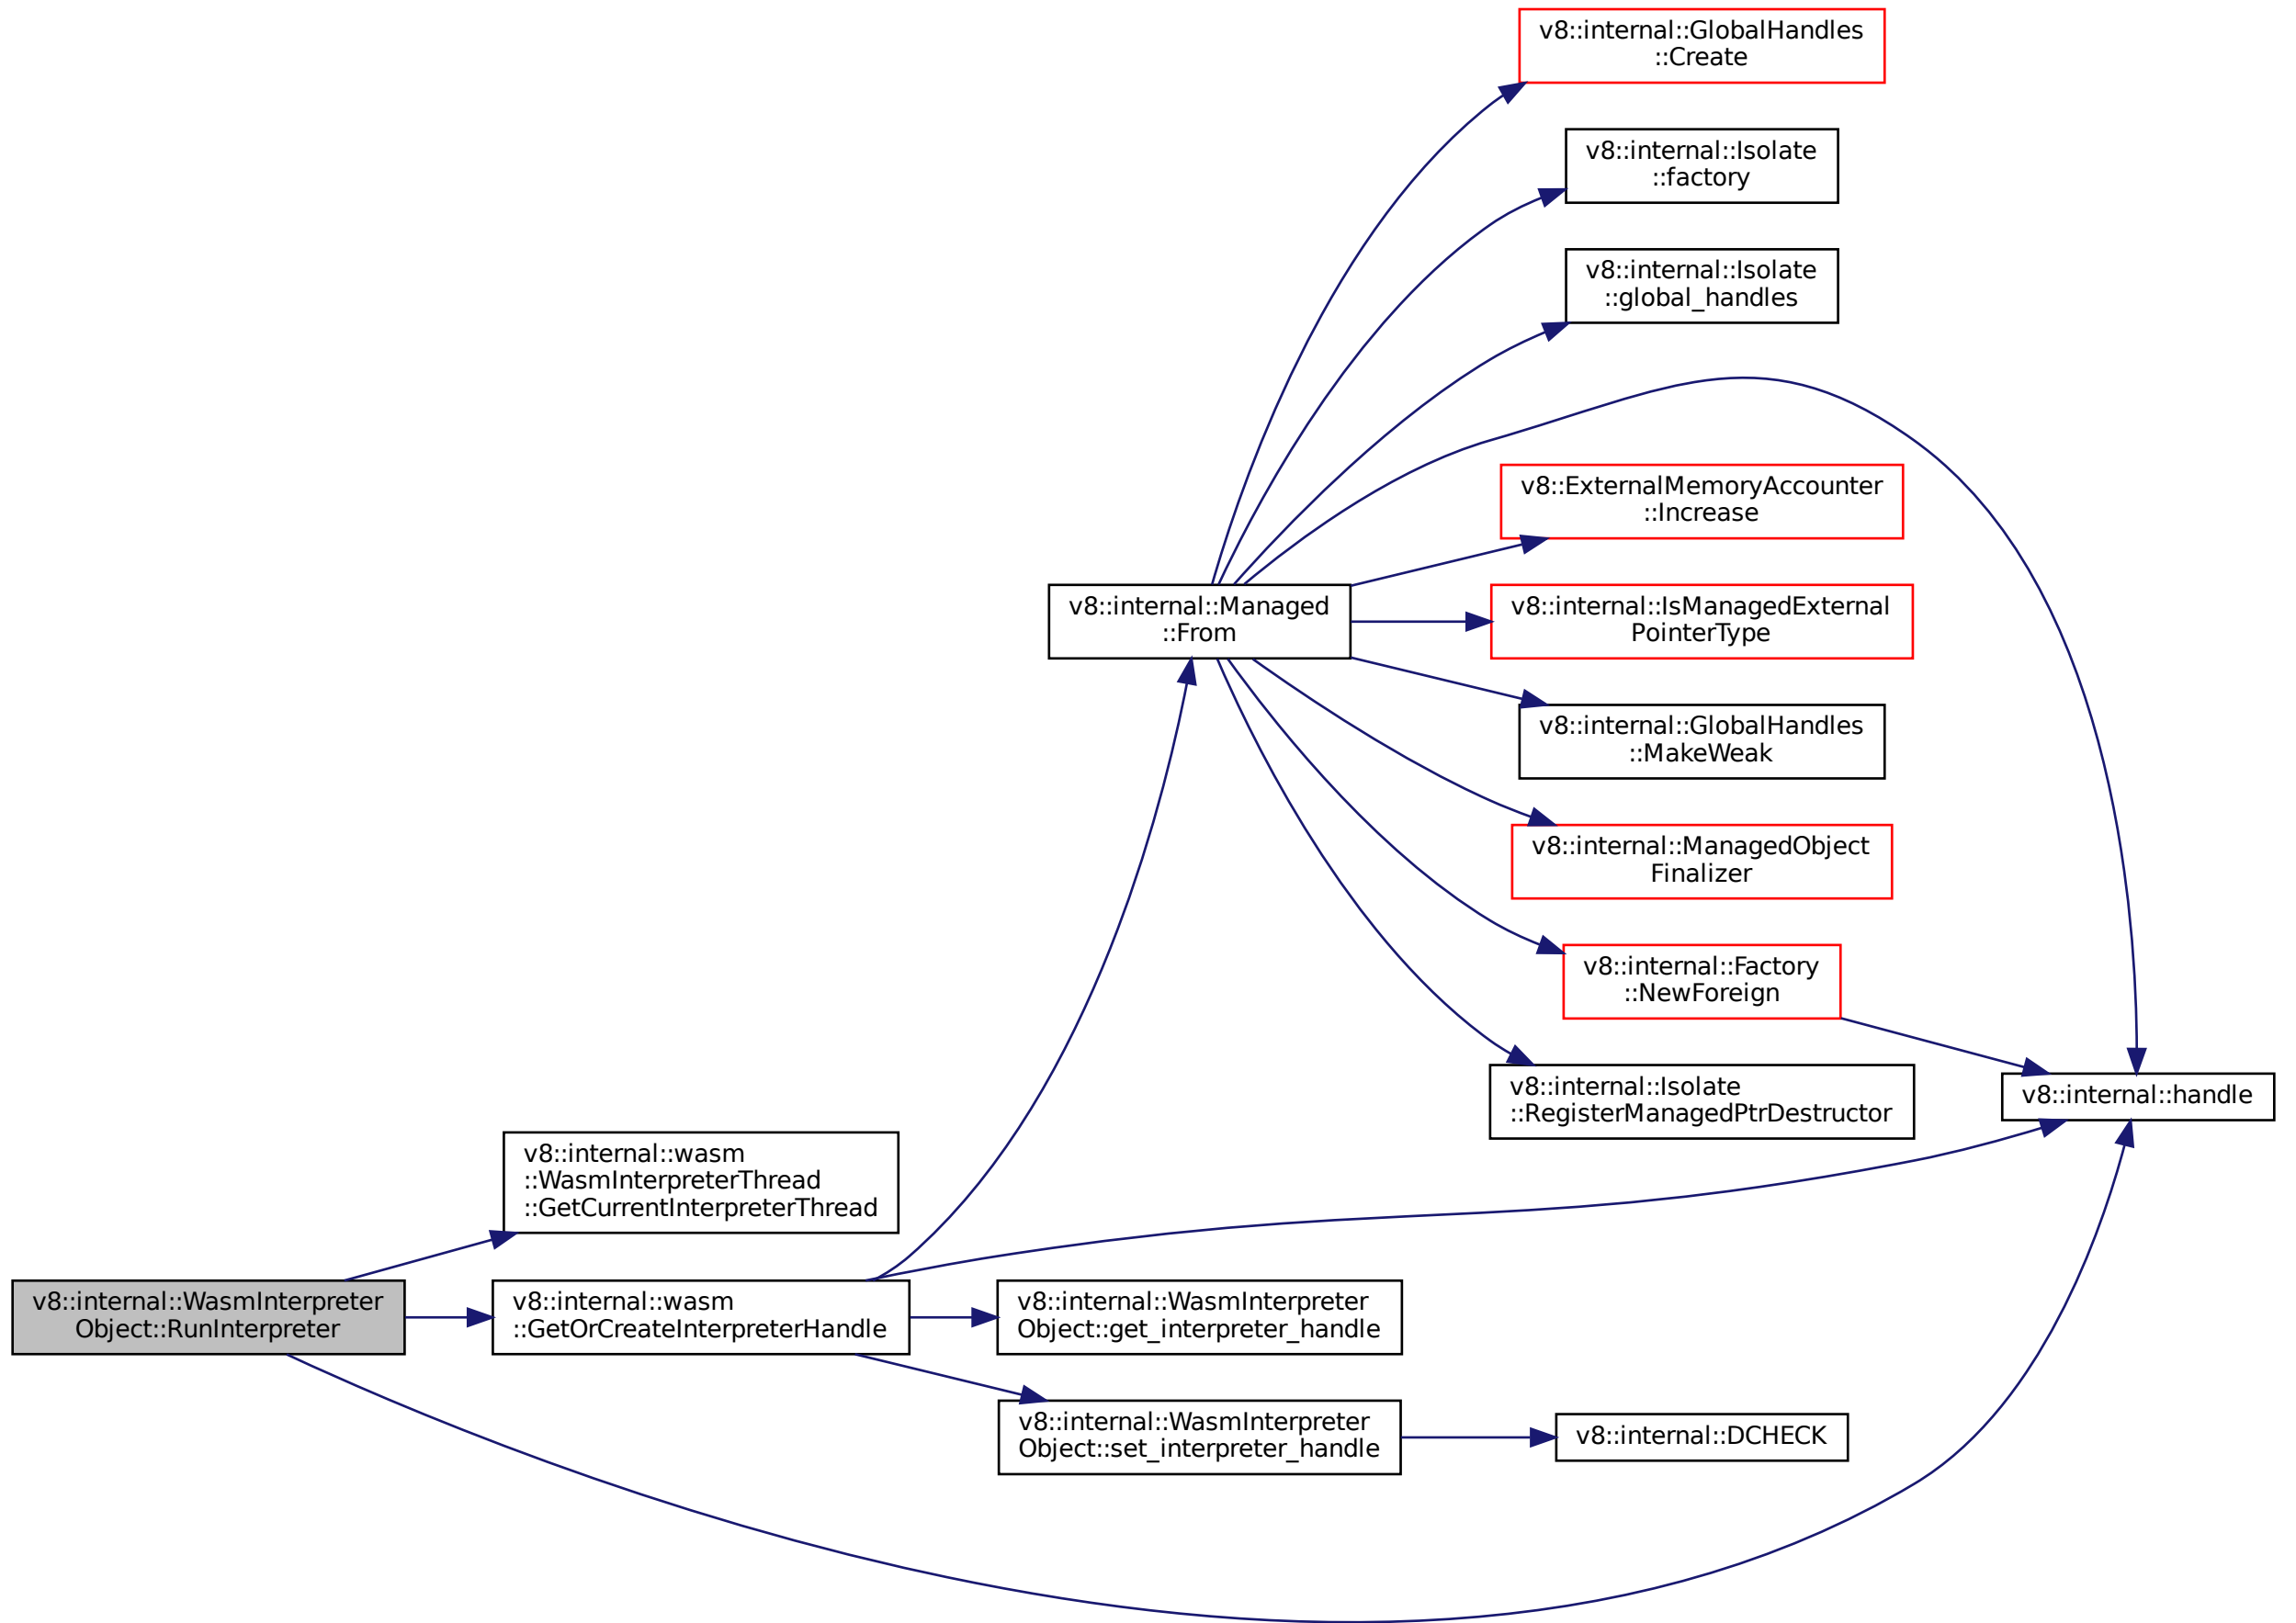 v8::internal::GlobalHandles
::Create
v8::internal::Isolate
::factory
v8::internal::Isolate
::global_handles
v8::ExternalMemoryAccounter
::Increase
v8::internal::Managed
::From
v8::internal::IsManagedExternal
PointerType
v8::internal::GlobalHandles
::MakeWeak
v8::internal::ManagedObject
Finalizer
v8::internal::Factory
::NewForeign
v8::internal::Isolate
::RegisterManagedPtrDestructor
v8::internal::handle
v8::internal::wasm
::WasmInterpreterThread
::GetCurrentInterpreterThread
v8::internal::WasmInterpreter
Object::RunInterpreter
v8::internal::wasm
::GetOrCreateInterpreterHandle
v8::internal::WasmInterpreter
Object::get_interpreter_handle
v8::internal::WasmInterpreter
Object::set_interpreter_handle
v8::internal::DCHECK